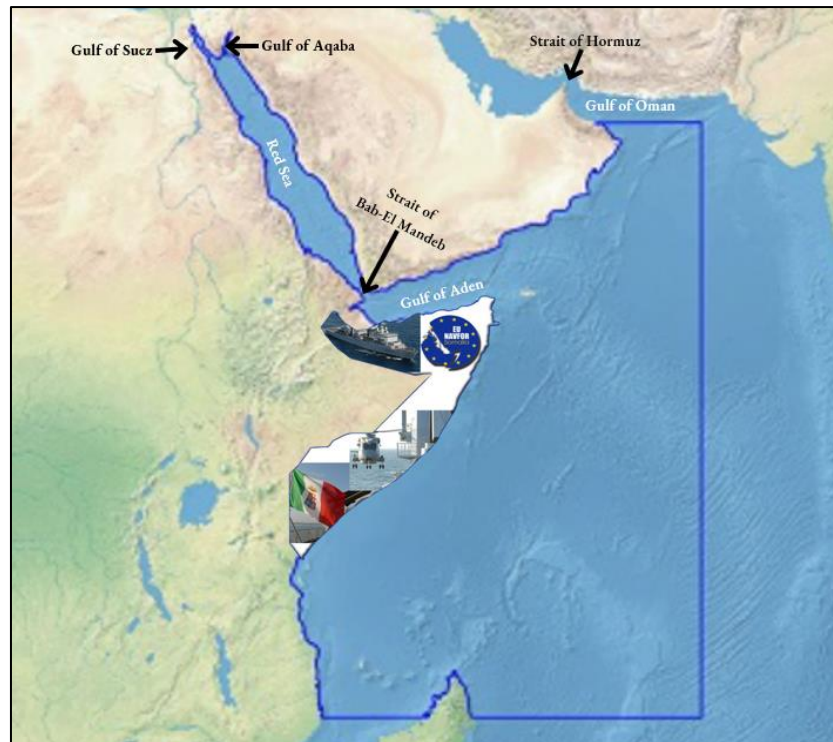 Gulf of Sucz
Gulf of Aqaba
Strait of Hormuz
Gulf of Oman
Red Sea
Strait of
Bab-El Mandeb
Gulf of Aden
EU
NAVFOR
Somalia